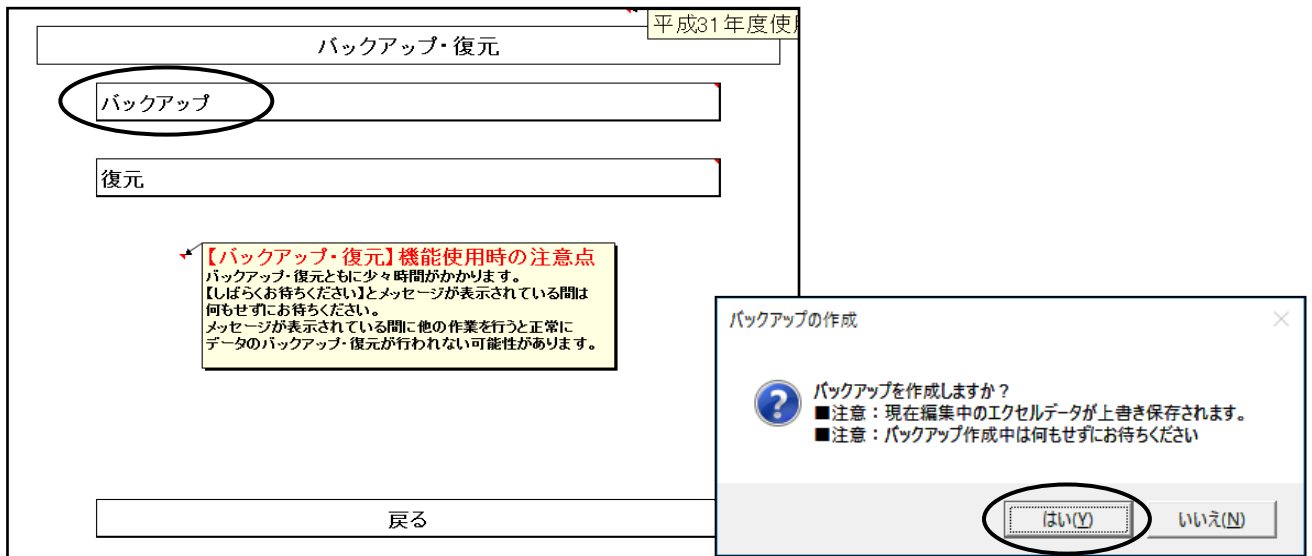 平成31年度使
バックアップ・復元
バックアップ
復元
【バックアップ・復元】機能使用時の注意点
バックアップ・復元ともに少々時間がかかります。
【しばらくお待ちください】とメッセージが表示されている間は
何もせずにお待ちください。
メッセージが表示されている間に他の作業を行うと正常に
データのバックアップ・復元が行われない可能性があります。
戻る
バックアップの作成
バックアップを作成しますか？
■注意：現在編集中のエクセルデータが上書き保存されます。
■注意：バックアップ作成中は何もせずにお待ちください
はい(Y) いいえ(N)